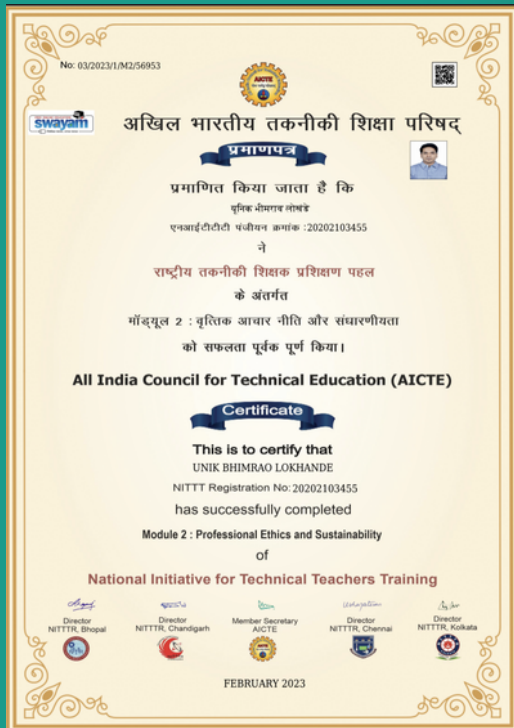 No: 03/2023/1/M2/56953
AICTE
swayam
अखिल भारतीय तकनीकी शिक्षा परिषद्
प्रमाणपत्र
प्रमाणित किया जाता है कि
यूनिक भीमराव लोखंडे
एनआईटीटीटी पंजीयन क्रमांक :20202103455
ने
राष्ट्रीय तकनीकी शिक्षक प्रशिक्षण पहल
के अंतर्गत
मॉड्यूल 2 : वृत्तिक आचार नीति और संधारणीयता
को सफलता पूर्वक पूर्ण किया।
All India Council for Technical Education (AICTE)
Certificate
This is to certify that
UNIK BHIMRAO LOKHANDE
NITTT Registration No: 20202103455
has successfully completed
Module 2 : Professional Ethics and Sustainability
of
National Initiative for Technical Teachers Training
Director
NITTTR, Bhopal
Director
NITTTR, Chandigarh
Member Secretary
AICTE
Director
NITTTR, Chennai
Director
NITTTR, Kolkata
FEBRUARY 2023